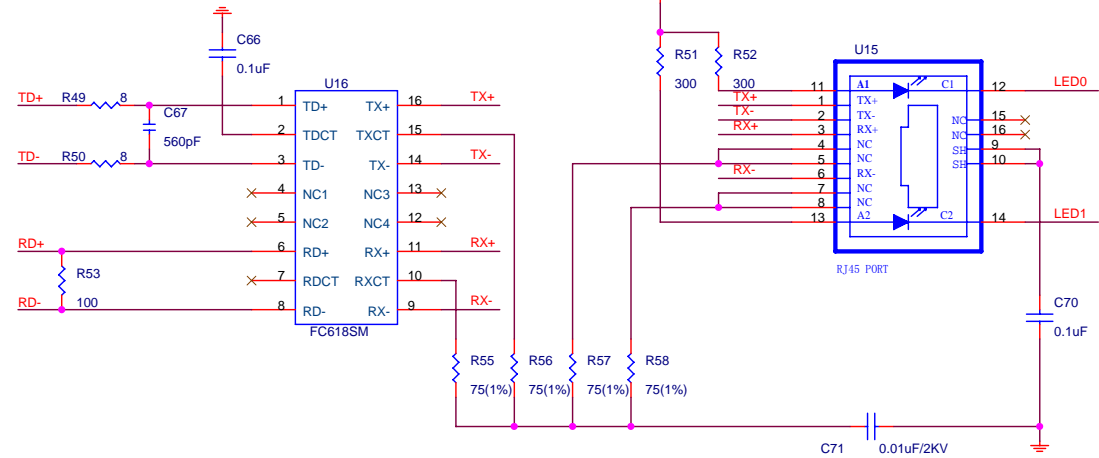 C66
0.1uF
R51
R52
300
300
U15
U16
TD+
R49
8
C67
560pF
TD-
R50
8
1
TD+
TX+
16
TX+
2
TDCT
TXCT
15
3
TD-
TX-
14
TX-
4
NC1
NC3
13
5
NC2
NC4
12
RD+
6
RD+
RX+
11
RX+
R53
7
RDCT
RXCT
10
RD-
100
8
RD-
RX-
9
RX-
FC618SM
11
A1
C1
12
LED0
TX+
1
TX+
TX-
2
TX-
NC
15
RX+
3
RX+
NC
16
4
NC
SH
9
5
NC
SH
10
RX-
6
RX-
7
NC
8
NC
13
A2
C2
14
LED1
RJ45 PORT
C70
0.1uF
R55
R56
R57
R58
75(1%)
75(1%)
75(1%)
75(1%)
C71
0.01uF/2KV